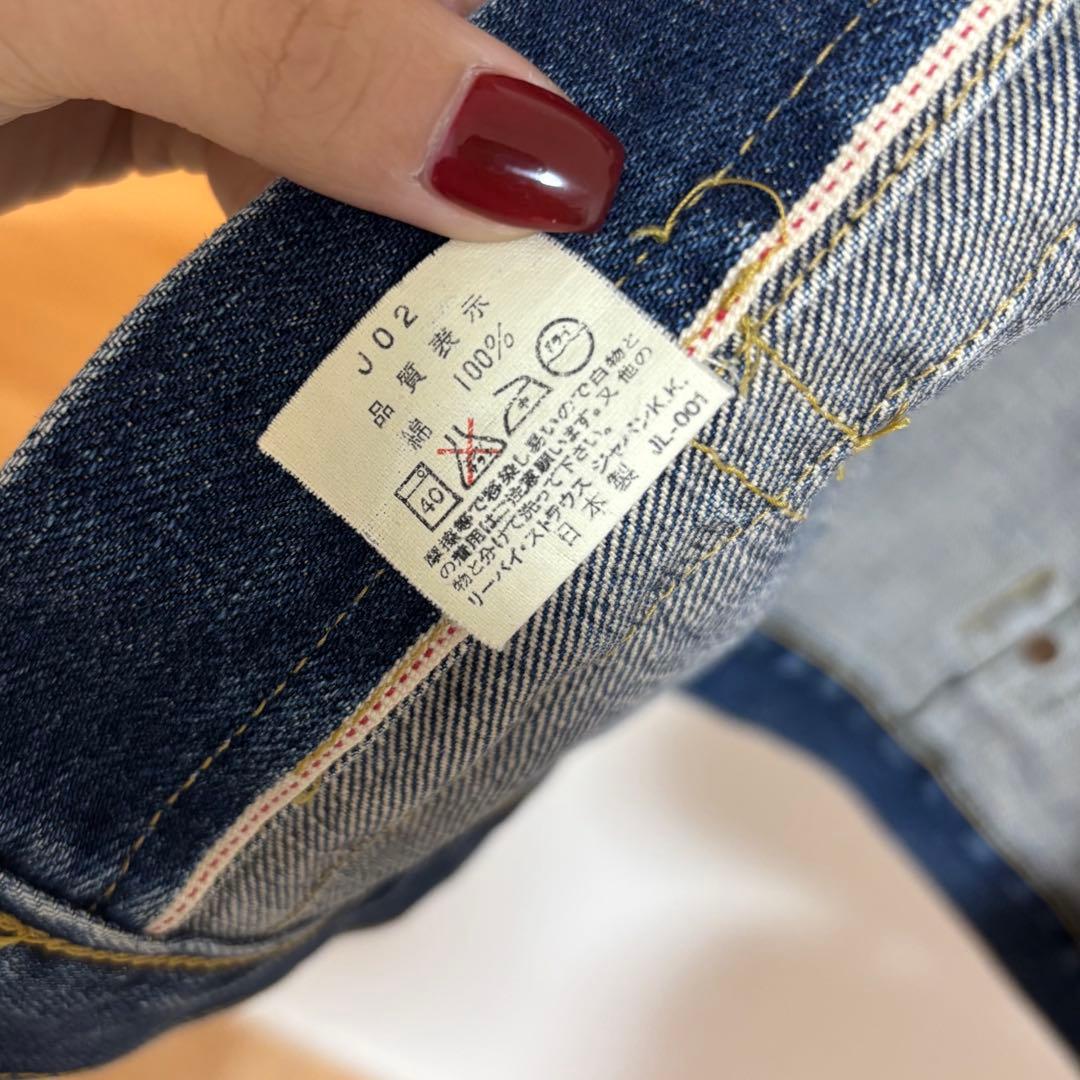 J02
品質表示
綿 100%
40
ドライ
摩擦等で容染し易いので白物と
の着用はご注意願います。又他の
物と分けて洗って下さい。
リーバイ・ストラウス ジャパンK.K.
日本製 JL-001